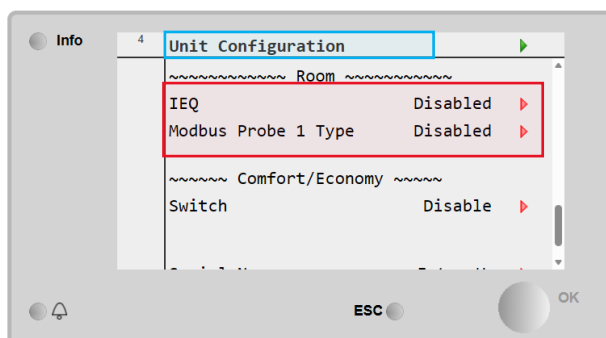 Info
4
Unit Configuration
~~~~~~~~~~~~ Room ~~~~~~~~~~~
IEQ Disabled
Modbus Probe 1 Type Disabled
~~~~~~ Comfort/Economy ~~~~~
Switch Disable
ESC
OK